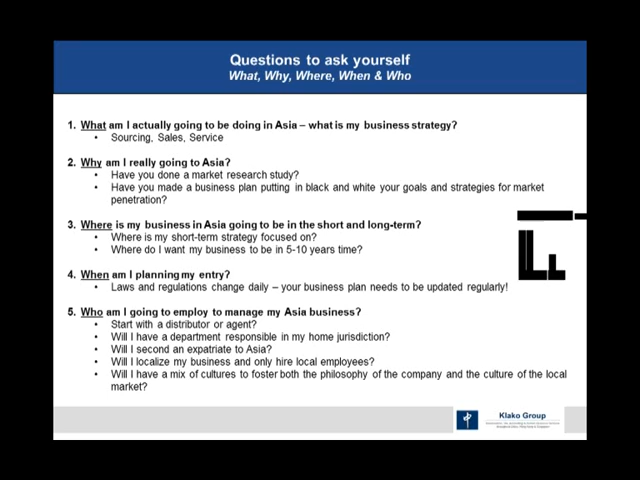 Questions to ask yourself
What, Why, Where, When & Who
1. What am I actually going to be doing in Asia – what is my business strategy?
• Sourcing, Sales, Service
2. Why am I really going to Asia?
• Have you done a market research study?
• Have you made a business plan putting in black and white your goals and strategies for market
penetration?
3. Where is my business in Asia going to be in the short and long-term?
• Where is my short-term strategy focused on?
• Where do I want my business to be in 5-10 years time?
4. When am I planning my entry?
• Laws and regulations change daily – your business plan needs to be updated regularly!
5. Who am I going to employ to manage my Asia business?
• Start with a distributor or agent?
• Will I have a department responsible in my home jurisdiction?
• Will I second an expatriate to Asia?
• Will I localize my business and only hire local employees?
• Will I have a mix of cultures to foster both the philosophy of the company and the culture of the local
market?
Klako Group